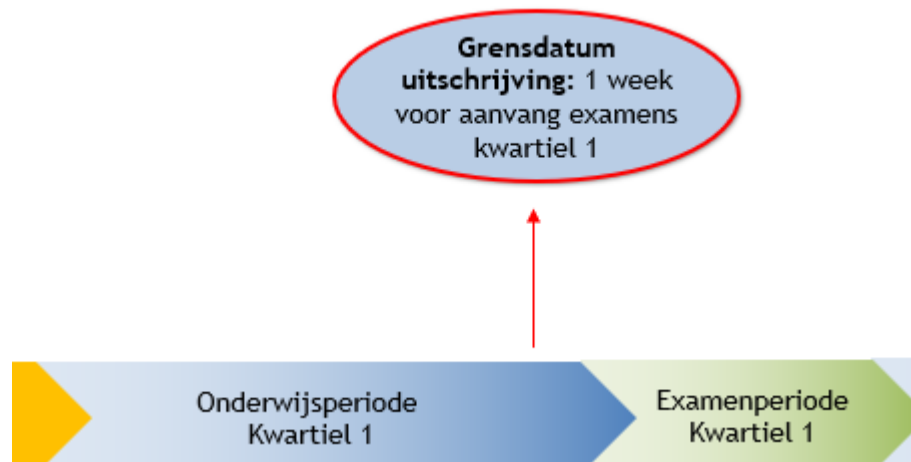 Grensdatum
uitschrijving: 1 week
voor aanvang examens
kwartiel 1
Onderwijsperiode
Kwartiel 1
Examenperiode
Kwartiel 1